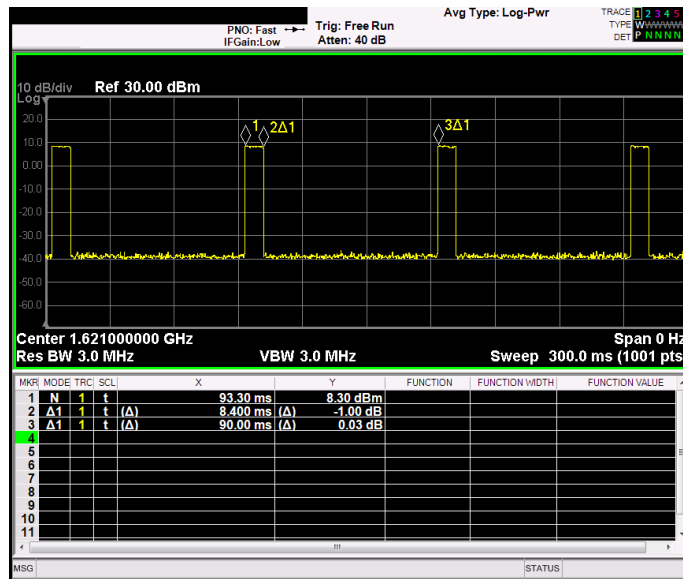 Avg Type: Log-Pwr
TRACE 1 2 3 4 5
PNO: Fast Trig: Free Run TYPE W
IFGain:Low Atten: 40 dB DET P N N N N
10 dB/div Ref 30.00 dBm
Log
20.0
10.0
0.00
-10.0
-20.0
-30.0
-40.0
-50.0
-60.0
1 2Δ1 3Δ1
Center 1.621000000 GHz Span 0 Hz
Res BW 3.0 MHz VBW 3.0 MHz Sweep 300.0 ms (1001 pts
MKR MODE TRC SCL X Y FUNCTION FUNCTION WIDTH FUNCTION VALUE
1 N 1 t 93.30 ms 8.30 dBm
2 Δ1 1 t (Δ) 8.400 ms (Δ) -1.00 dB
3 Δ1 1 t (Δ) 90.00 ms (Δ) 0.03 dB
4
5
6
7
8
9
10
11
MSG STATUS